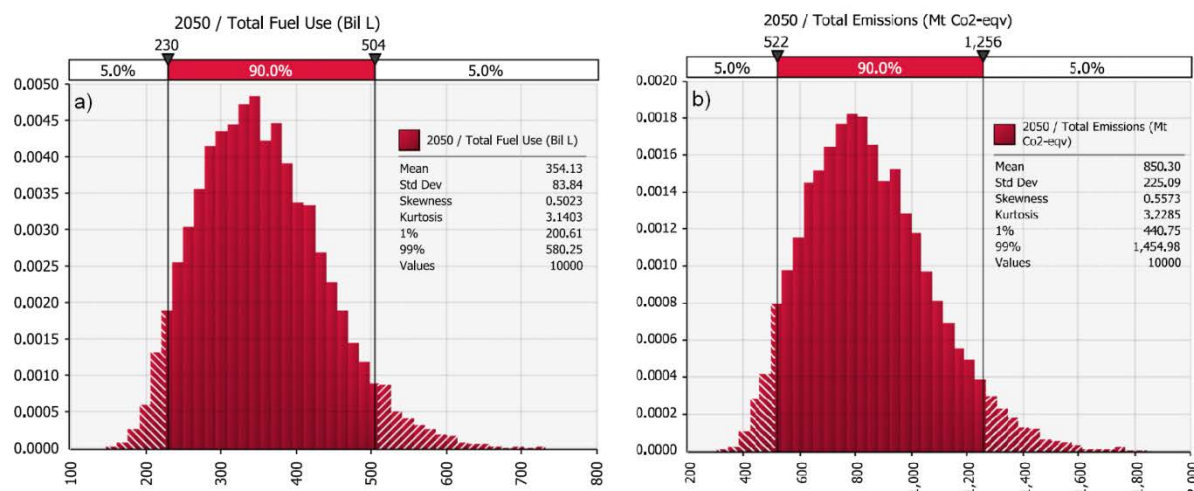 2050 / Total Fuel Use (Bil L)
230 504
5.0% 90.0% 5.0%
a)
0.0050
0.0045
0.0040
0.0035
0.0030
0.0025
0.0020
0.0015
0.0010
0.0005
0.0000
2050 / Total Fuel Use (Bil L)
Mean 354.13
Std Dev 83.84
Skewness 0.5023
Kurtosis 3.1403
1% 200.61
99% 580.25
Values 10000
100 200 300 400 500 600 700 800
2050 / Total Emissions (Mt Co2-eqv)
522 1,256
5.0% 90.0% 5.0%
b)
0.0020
0.0018
0.0016
0.0014
0.0012
0.0010
0.0008
0.0006
0.0004
0.0002
0.0000
2050 / Total Emissions (Mt
Co2-eqv)
Mean 850.30
Std Dev 225.09
Skewness 0.5573
Kurtosis 3.2285
1% 440.75
99% 1,454.98
Values 10000
200 400 600 800